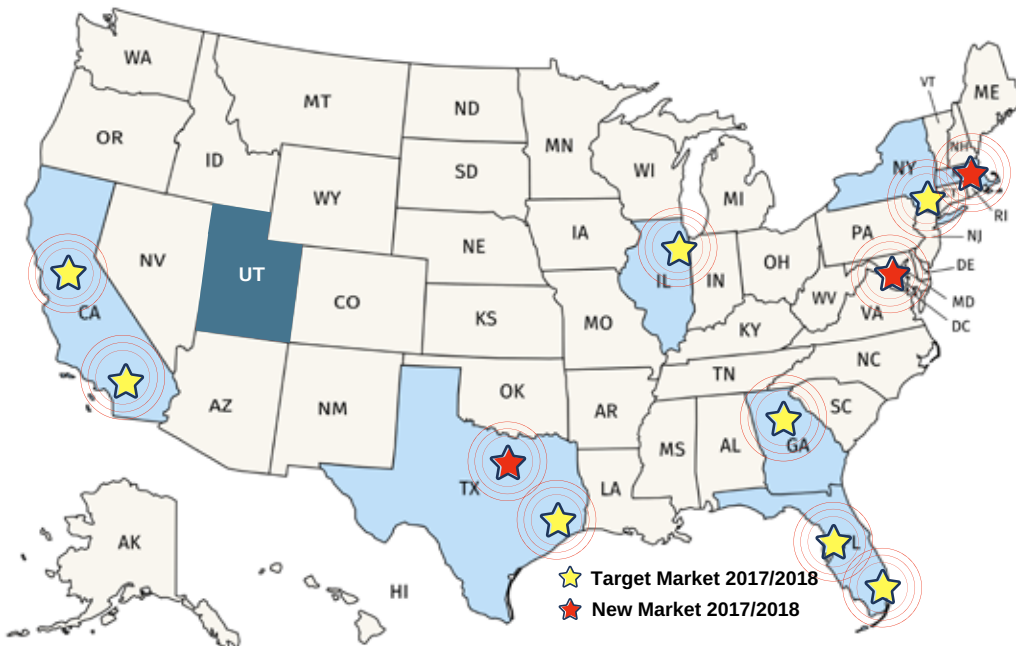 WA
MT
ND
MN
VT
ME
OR
ID
SD
WI
MI
NH
NY
WY
IA
NE
PA
RI
NJ
NV
UT
CO
IL
IN
OH
DE
WV
MD
VA
DC
CA
KS
MO
KY
NC
TN
AZ
NM
OK
AR
SC
MS
AL
GA
TX
LA
AK
L
HI
Target Market 2017/2018
New Market 2017/2018